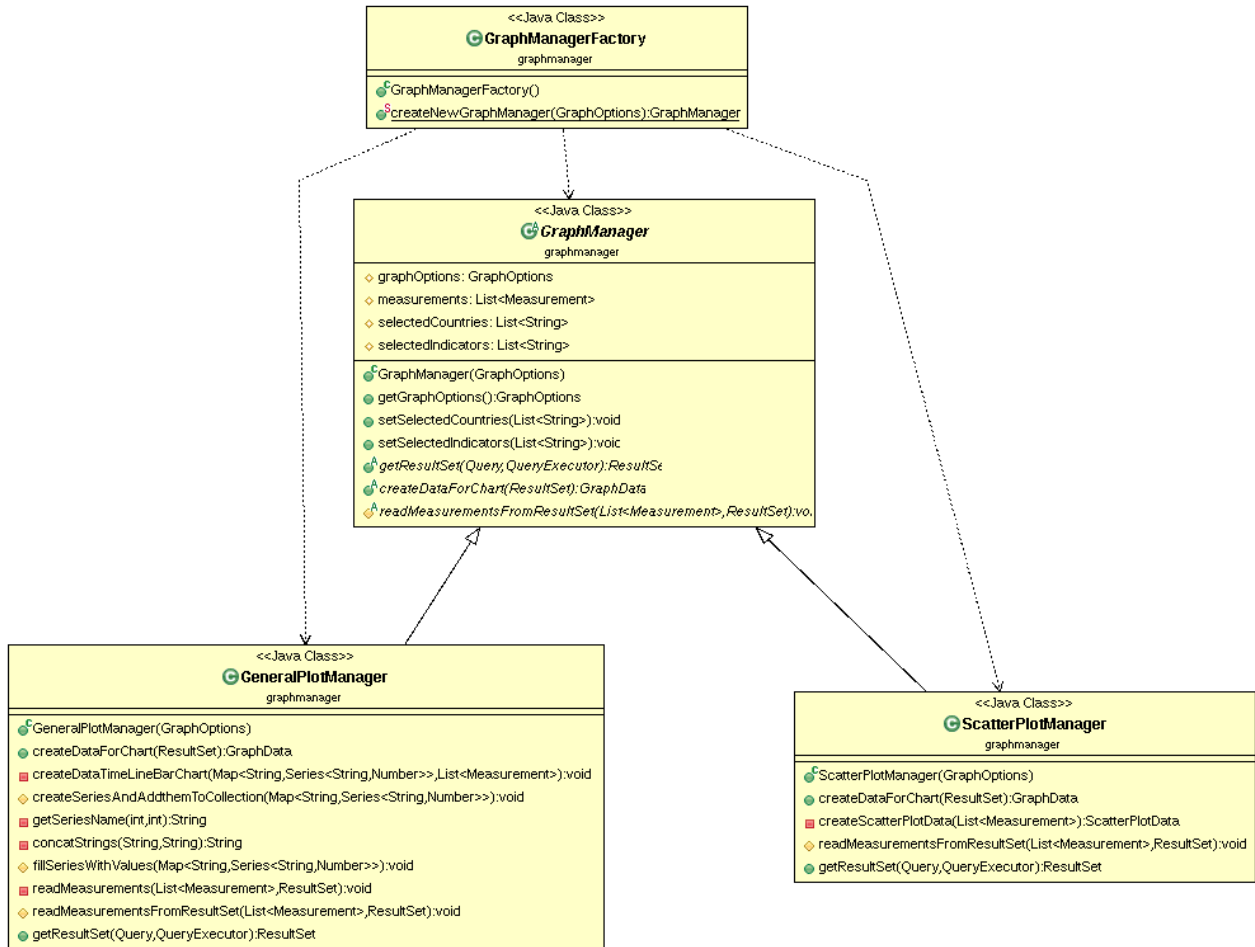 <<Java Class>>
GraphManagerFactory
graphmanager
GraphManagerFactory()
createNewGraphManager(GraphOptions):GraphManager
<<Java Class>>
GraphManager
graphmanager
graphOptions: GraphOptions
measurements: List<Measurement>
selectedCountries: List<String>
selectedIndicators: List<String>
GraphManager(GraphOptions)
getGraphOptions():GraphOptions
setSelectedCountries(List<String>):void
setSelectedIndicators(List<String>):voic
getResultSet(Query,QueryExecutor):ResultSe
createDataForChart(ResultSet):GraphData
readMeasurementsFromResultSet(List<Measurement>,ResultSet):vo
<<Java Class>>
GeneralPlotManager
graphmanager
GeneralPlotManager(GraphOptions)
createDataForChart(ResultSet):GraphData
createDataTimeLineBarChart(Map<String,Series<String,Number>>,List<Measurement>):void
createSeriesAndAddthemToCollection(Map<String,Series<String,Number>>):void
getSeriesName(int,int):String
concatStrings(String,String):String
fillSeriesWithValues(Map<String,Series<String,Number>>):void
readMeasurements(List<Measurement>,ResultSet):void
readMeasurementsFromResultSet(List<Measurement>,ResultSet):void
getResultSet(Query,QueryExecutor):ResultSet
<<Java Class>>
ScatterPlotManager
graphmanager
ScatterPlotManager(GraphOptions)
createDataForChart(ResultSet):GraphData
createScatterPlotData(List<Measurement>):ScatterPlotData
readMeasurementsFromResultSet(List<Measurement>,ResultSet):void
getResultSet(Query,QueryExecutor):ResultSet